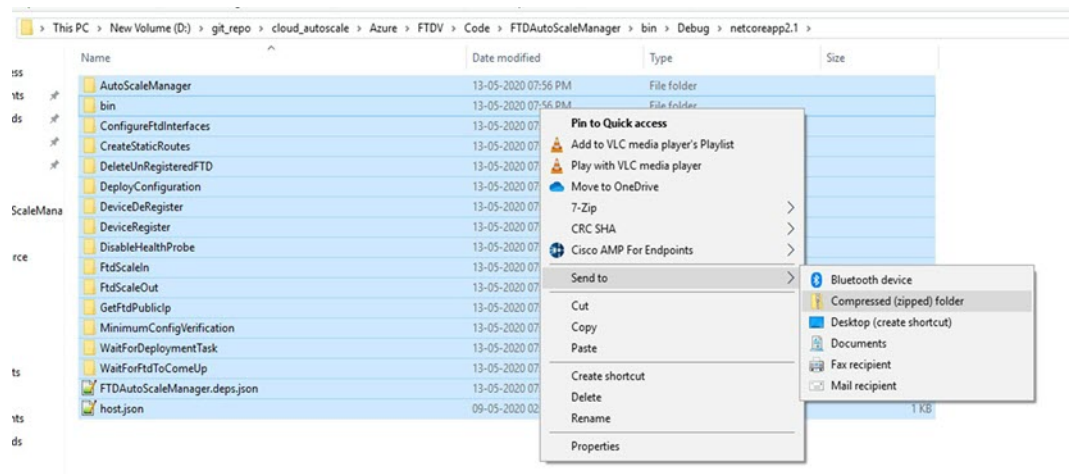 This PC > New Volume (D:) > git_repo > cloud_autoscale > Azure > FTDV > Code > FTDAutoScaleManager > bin > Debug > netcoreapp2.1 >
Name Date modified Type Size
AutoScaleManager 13-05-2020 07:56 PM File folder
bin 13-05-2020 07:56 PM File folder
ConfigureFtdInterfaces 13-05-2020 07
CreateStaticRoutes 13-05-2020 07
DeleteUnRegisteredFTD 13-05-2020 07
DeployConfiguration 13-05-2020 07
DeviceDeRegister 13-05-2020 07
DeviceRegister 13-05-2020 07
DisableHealthProbe 13-05-2020 07
FtdScaleIn 13-05-2020 07
FtdScaleOut 13-05-2020 07
GetFtdPublicIp 13-05-2020 07
MinimumConfigVerification 13-05-2020 07
WaitForDeploymentTask 13-05-2020 07
WaitForFtdToComeUp 13-05-2020 07
FTDAutoScaleManager.deps.json 13-05-2020 07
host.json 09-05-2020 02 1 KB
ess
nts
ds
ScaleMana
rce
ts
nts
ds
Pin to Quick access
Add to VLC media player's Playlist
Play with VLC media player
Move to OneDrive
7-Zip
CRC SHA
Cisco AMP For Endpoints
Send to
Cut
Copy
Paste
Create shortcut
Delete
Rename
Properties
Bluetooth device
Compressed (zipped) folder
Desktop (create shortcut)
Documents
Fax recipient
Mail recipient